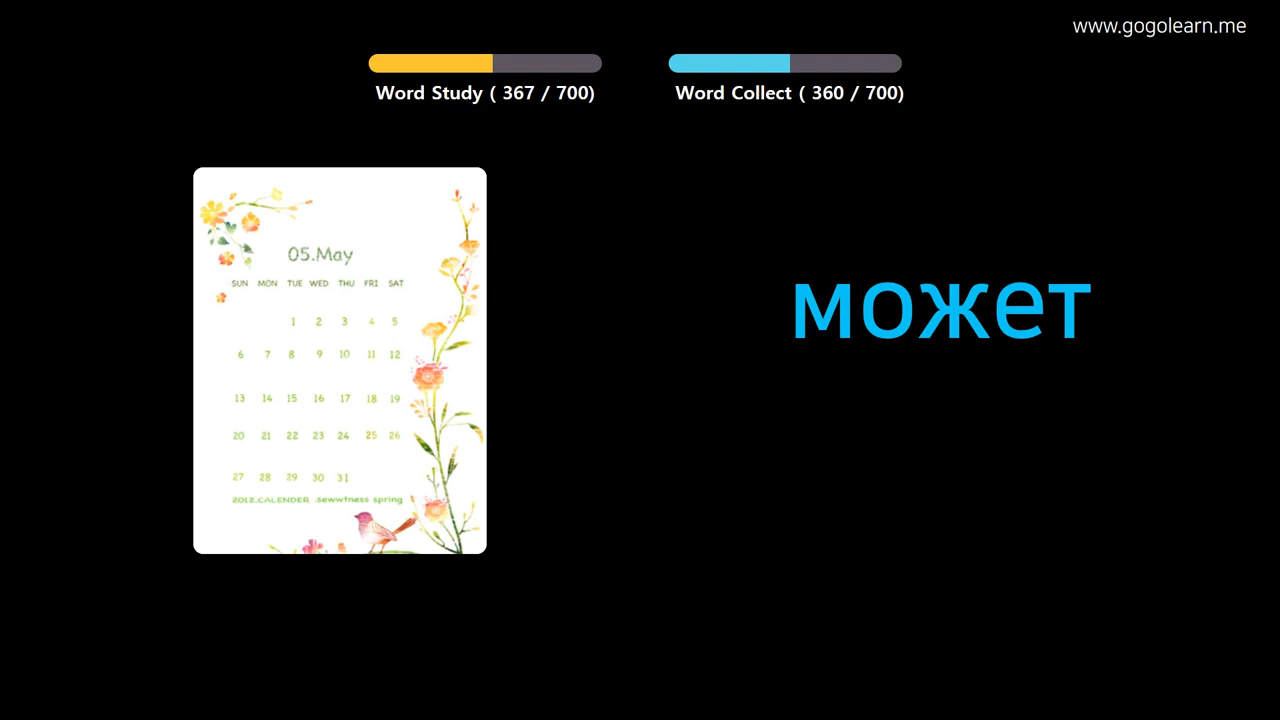 www.gogolearn.me
Word Study ( 367 / 700)
Word Collect ( 360 / 700)
05.May
SUN MON TUE WED THU FRI SAT
1 2 3 4 5
6 7 8 9 10 11 12
13 14 15 16 17 18 19
20 21 22 23 24 25 26
27 28 29 30 31
2012.CALENDER .sewwtness spring
может